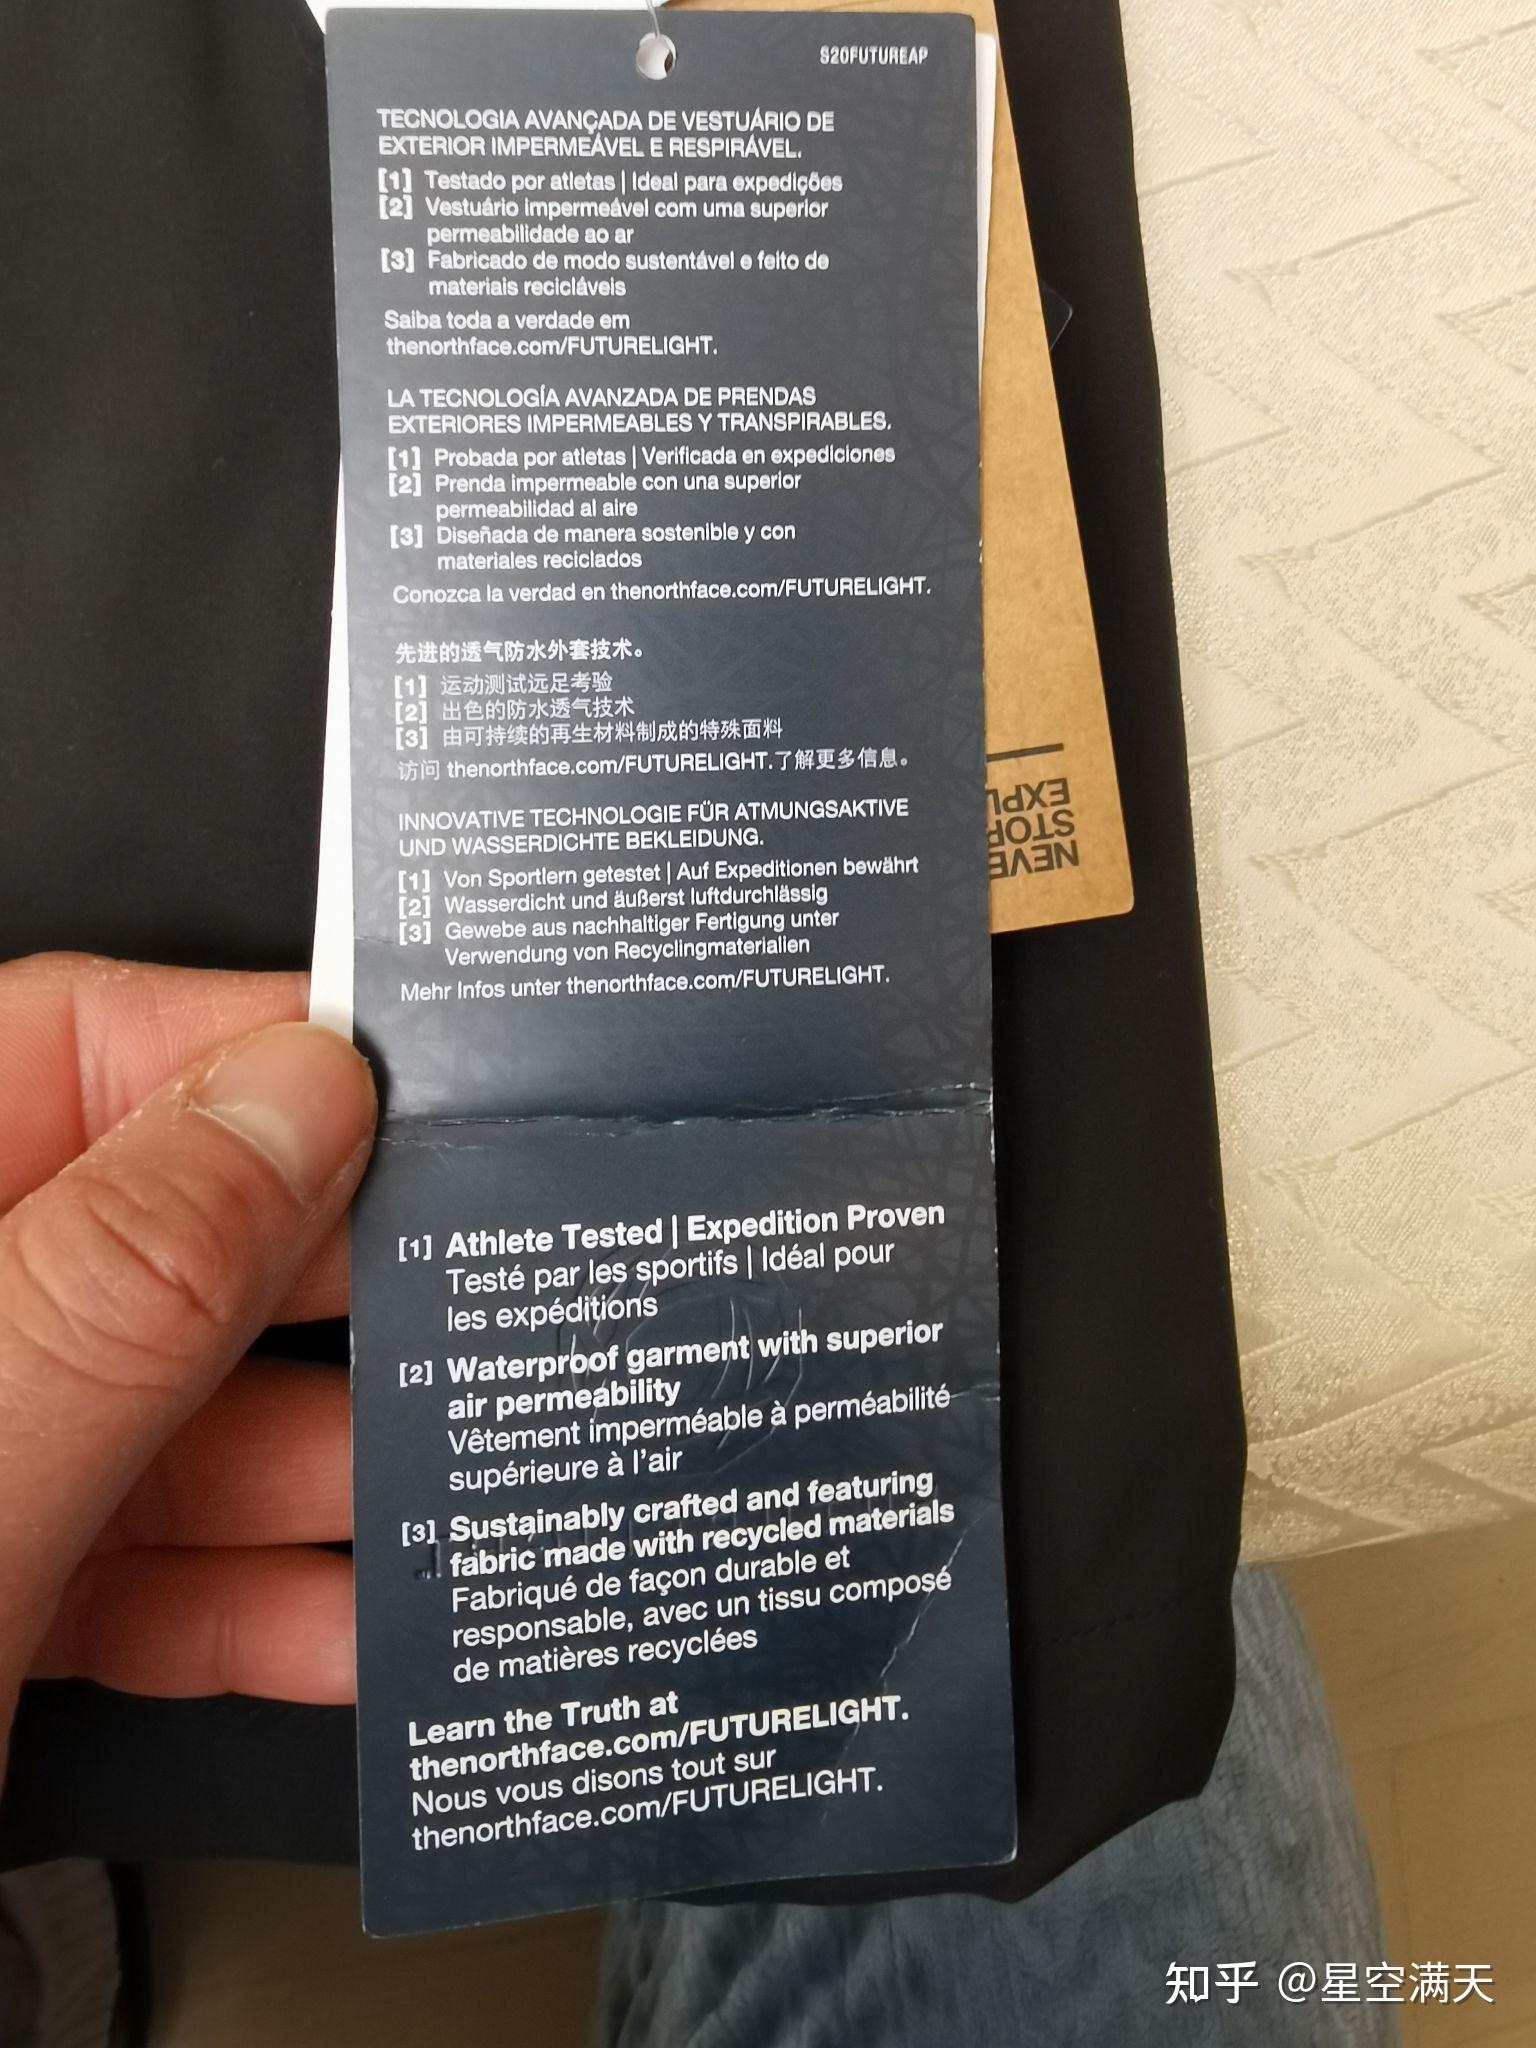 S20FUTUREAP
TECNOLOGIA AVANÇADA DE VESTUÁRIO DE
EXTERIOR IMPERMEÁVEL E RESPIRÁVEL.
[1] Testado por atletas | Ideal para expedições
[2] Vestuário impermeável com uma superior
permeabilidade ao ar
[3] Fabricado de modo sustentável e feito de
materiais recicláveis
Saiba toda a verdade em
thenorthface.com/FUTURELIGHT.
LA TECNOLOGÍA AVANZADA DE PRENDAS
EXTERIORES IMPERMEABLES Y TRANSPIRABLES.
[1] Probada por atletas | Verificada en expediciones
[2] Prenda impermeable con una superior
permeabilidad al aire
[3] Diseñada de manera sostenible y con
materiales reciclados
Conozca la verdad en thenorthface.com/FUTURELIGHT.
先进的透气防水外套技术。
[1] 运动测试远足考验
[2] 出色的防水透气技术
[3] 由可持续的再生材料制成的特殊面料
访问 thenorthface.com/FUTURELIGHT.了解更多信息。
INNOVATIVE TECHNOLOGIE FÜR ATMUNGSAKTIVE
UND WASSERDICHTE BEKLEIDUNG.
[1] Von Sportlern getestet | Auf Expeditionen bewährt
[2] Wasserdicht und äußerst luftdurchlässig
[3] Gewebe aus nachhaltiger Fertigung unter
Verwendung von Recyclingmaterialien
Mehr Infos unter thenorthface.com/FUTURELIGHT.
[1] Athlete Tested | Expedition Proven
Testé par les sportifs | Idéal pour
les expéditions
[2] Waterproof garment with superior
air permeability
Vêtement imperméable à perméabilité
supérieure à l'air
[3] Sustainably crafted and featuring
fabric made with recycled materials
Fabriqué de façon durable et
responsable, avec un tissu composé
de matières recyclées
Learn the Truth at
thenorthface.com/FUTURELIGHT.
Nous vous disons tout sur
thenorthface.com/FUTURELIGHT.
NEVE
STOP
EXPL
知乎 @星空满天